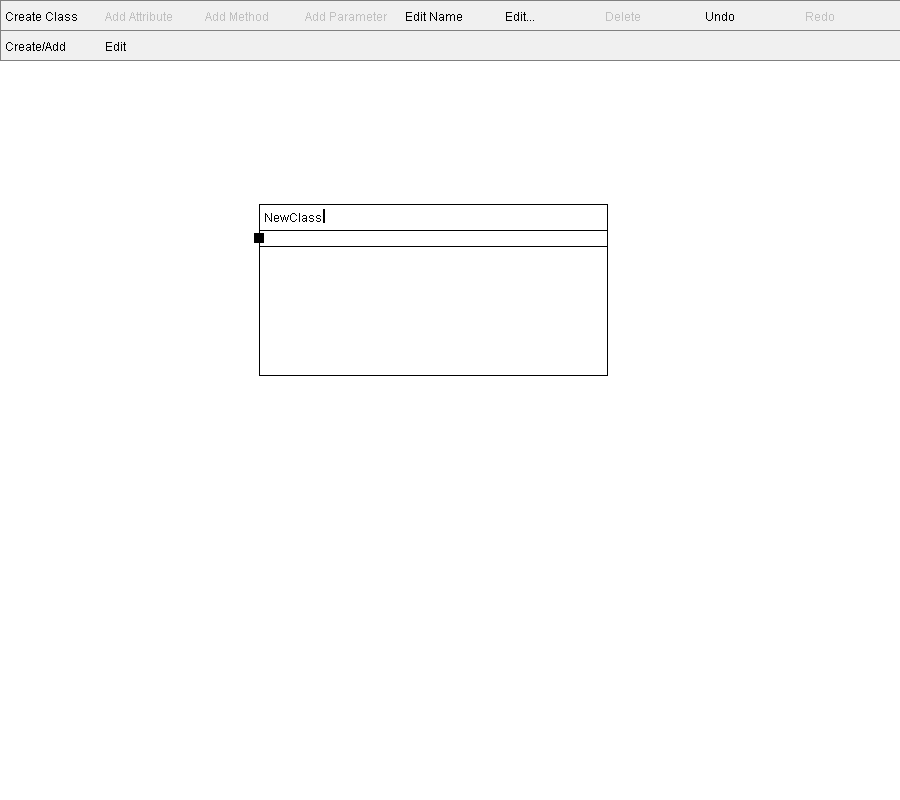 Create Class Add Attribute Add Method Add Parameter Edit Name Edit... Delete Undo Redo
Create/Add Edit
NewClass